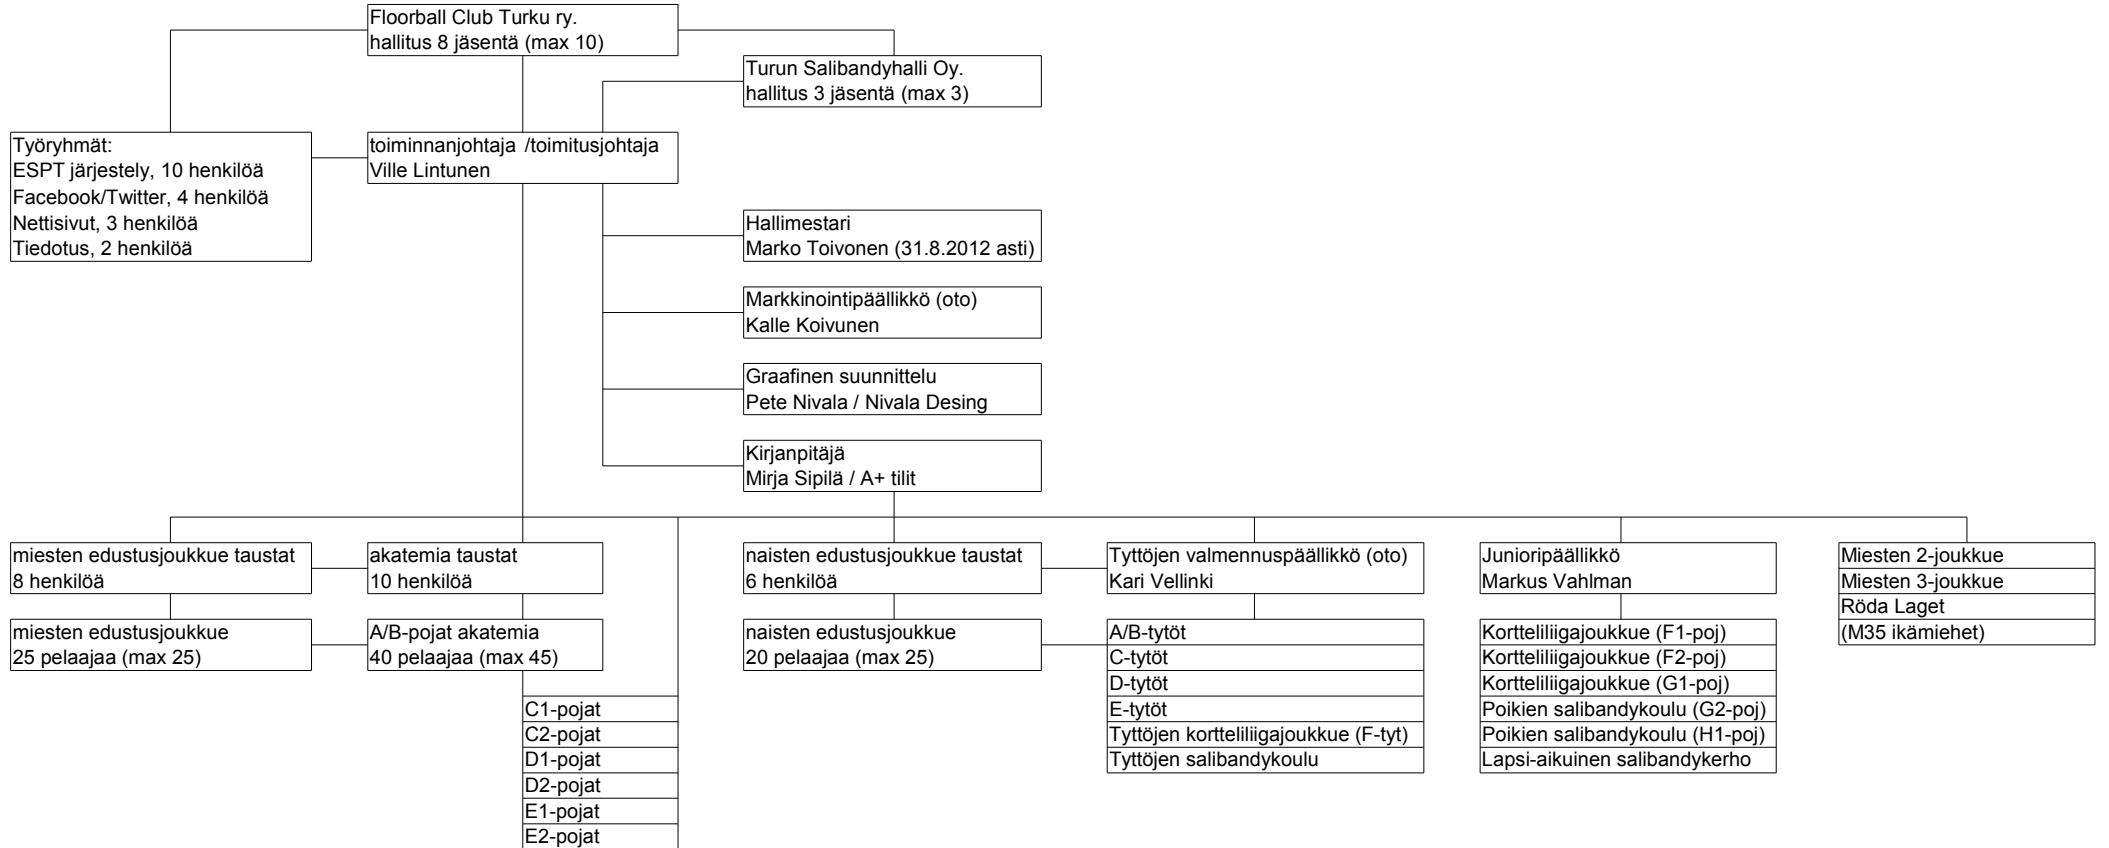 Floorball Club Turku ry.
hallitus 8 jäsentä (max 10)
Turun Salibandyhalli Oy.
hallitus 3 jäsentä (max 3)
Työryhmät:
ESPT järjestely, 10 henkilöä
Facebook/Twitter, 4 henkilöä
Nettisivut, 3 henkilöä
Tiedotus, 2 henkilöä
toiminnanjohtaja /toimitusjohtaja
Ville Lintunen
Hallimestari
Marko Toivonen (31.8.2012 asti)
Markkinointipäällikkö (oto)
Kalle Koivunen
Graafinen suunnittelu
Pete Nivala / Nivala Desing
Kirjanpitäjä
Mirja Sipilä / A+ tilit
miesten edustusjoukkue taustat
8 henkilöä
akatemia taustat
10 henkilöä
naisten edustusjoukkue taustat
6 henkilöä
Tyttöjen valmennuspäällikkö (oto)
Kari Vellinki
Junioripäällikkö
Markus Vahlman
Miesten 2-joukkue
Miesten 3-joukkue
Röda Laget
(M35 ikämiehet)
miesten edustusjoukkue
25 pelaajaa (max 25)
A/B-pojat akatemia
40 pelaajaa (max 45)
naisten edustusjoukkue
20 pelaajaa (max 25)
A/B-tytöt
C-tytöt
D-tytöt
E-tytöt
Tyttöjen kortteliliigajoukkue (F-tyt)
Tyttöjen salibandykoulu
Kortteliliigajoukkue (F1-poj)
Kortteliliigajoukkue (F2-poj)
Kortteliliigajoukkue (G1-poj)
Poikien salibandykoulu (G2-poj)
Poikien salibandykoulu (H1-poj)
Lapsi-aikuinen salibandykerho
C1-pojat
C2-pojat
D1-pojat
D2-pojat
E1-pojat
E2-pojat